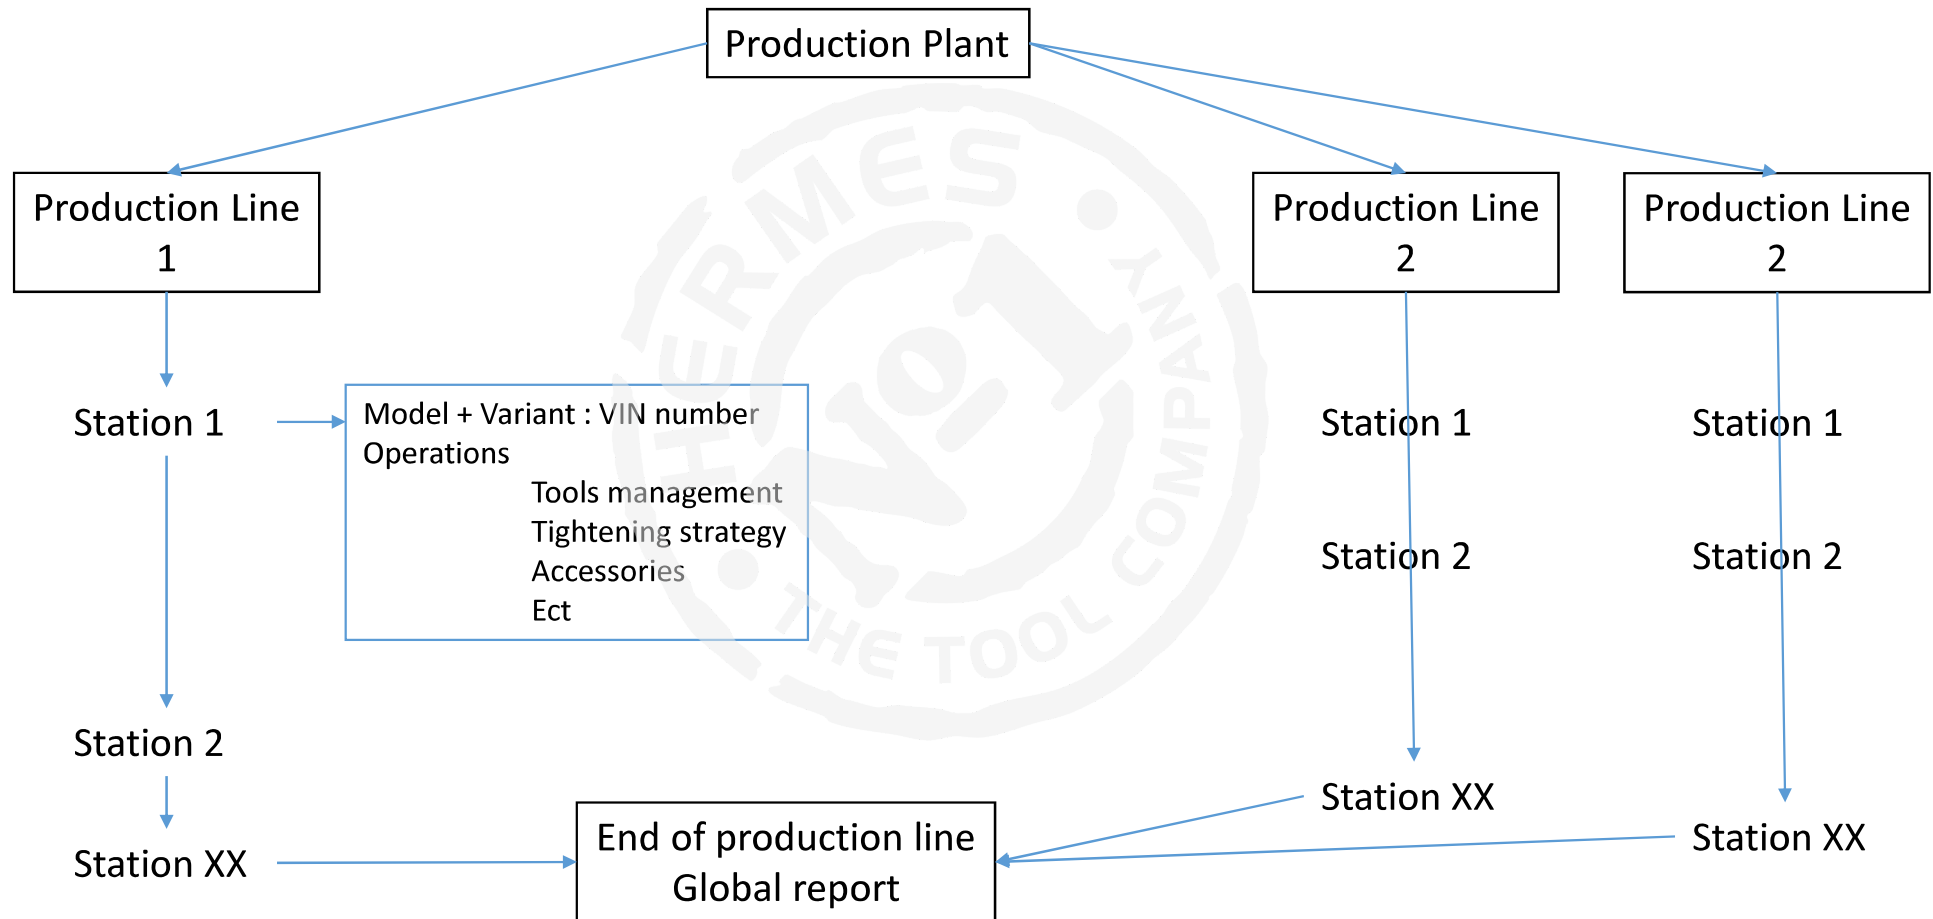 Production Plant
Production Line
1
Production Line
2
Production Line
2
Station 1
Model + Variant : VIN number
Operations
Tools management
Tightening strategy
Accessories
Ect
Station 1
Station 1
Station 2
Station 2
Station 2
Station XX
Station XX
Station XX
End of production line
Global report
HERMES
No1
THE TOOL COMPANY